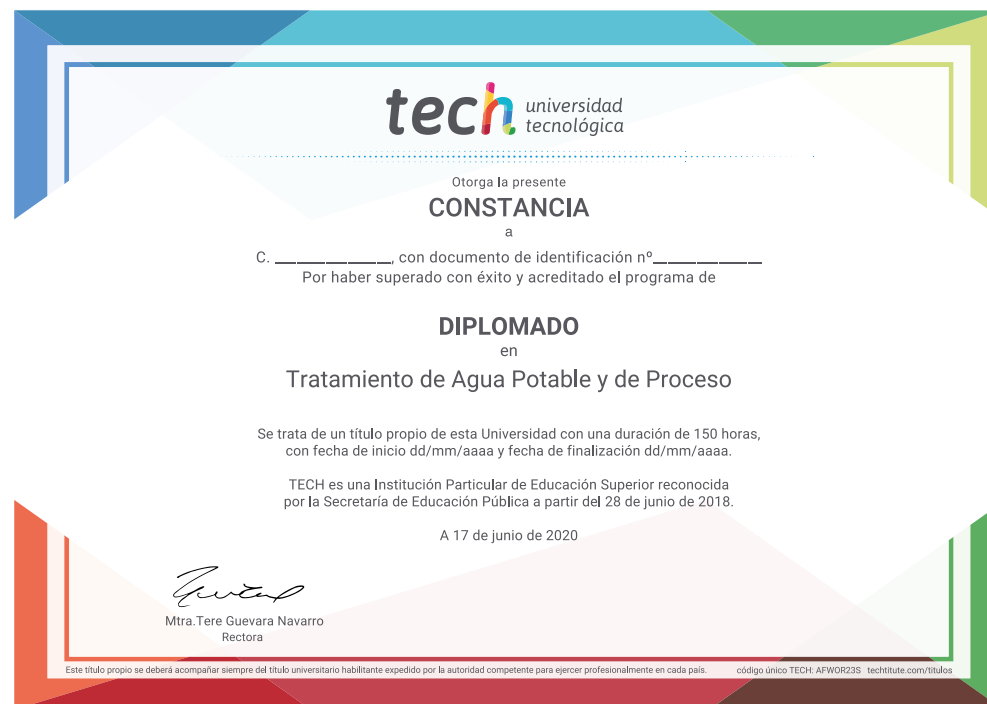 tech universidad
tecnológica
Otorga la presente
CONSTANCIA
a
C. ______________, con documento de identificación nº______________
Por haber superado con éxito y acreditado el programa de
DIPLOMADO
en
Tratamiento de Agua Potable y de Proceso
Se trata de un título propio de esta Universidad con una duración de 150 horas,
con fecha de inicio dd/mm/aaaa y fecha de finalización dd/mm/aaaa.
TECH es una Institución Particular de Educación Superior reconocida
por la Secretaría de Educación Pública a partir del 28 de junio de 2018.
A 17 de junio de 2020
Mtra.Tere Guevara Navarro
Rectora
Este título propio se deberá acompañar siempre del título universitario habilitante expedido por la autoridad competente para ejercer profesionalmente en cada país. código único TECH: AFWOR23S techtitute.com/titulos